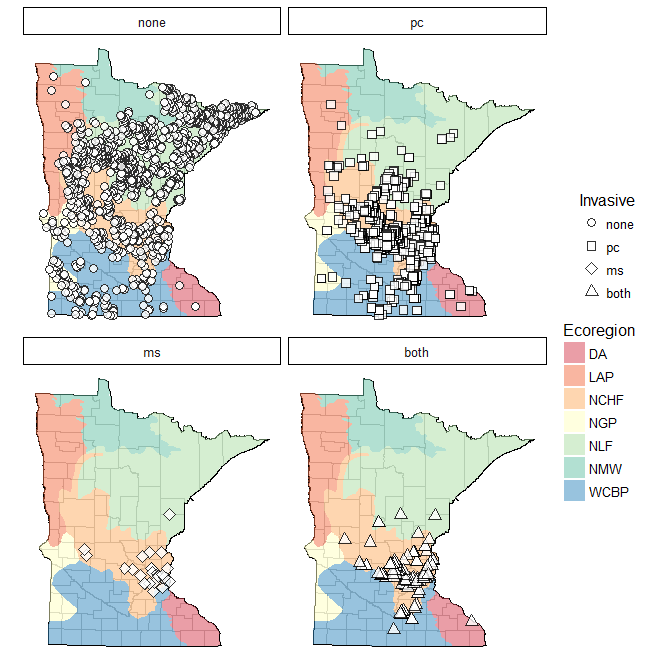 none
pc
Invasive
none
pc
ms
both
ms
both
Ecoregion
DA
LAP
NCHF
NGP
NLF
NMW
WCBP